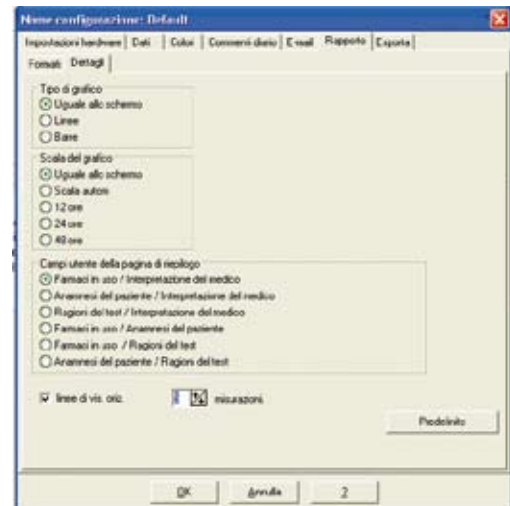 Nome configurazione: Default
Impostazioni hardware Dati Colori Commenti diario E-mail Rapporto Esporta
Formati Dettagli
Tipo di grafico
Uguale allo schermo
Linee
Barre
Scala del grafico
Uguale allo schermo
Scala autom
12 ore
24 ore
48 ore
Campi utente della pagina di riepilogo
Farmaci in uso / Interpretazione del medico
Anamnesi del paziente / Interpretazione del medico
Ragioni del test / Interpretazione del medico
Farmaci in uso / Anamnesi del paziente
Farmaci in uso / Ragioni del test
Anamnesi del paziente / Ragioni del test
linee di vis. oriz. misurazioni
Predefinito
OK Annulla ?